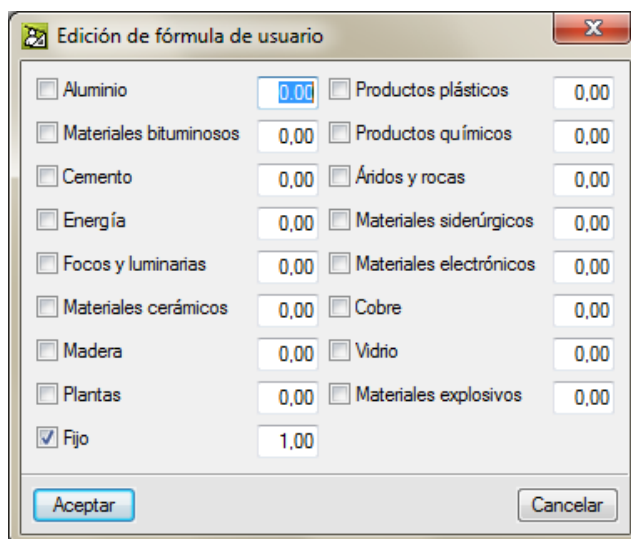 Edición de fórmula de usuario
Aluminio 0.00 Productos plásticos 0,00
Materiales bituminosos 0,00 Productos químicos 0,00
Cemento 0,00 Áridos y rocas 0,00
Energía 0,00 Materiales siderúrgicos 0,00
Focos y luminarias 0,00 Materiales electrónicos 0,00
Materiales cerámicos 0,00 Cobre 0,00
Madera 0,00 Vidrio 0,00
Plantas 0,00 Materiales explosivos 0,00
Fijo 1,00
Aceptar Cancelar